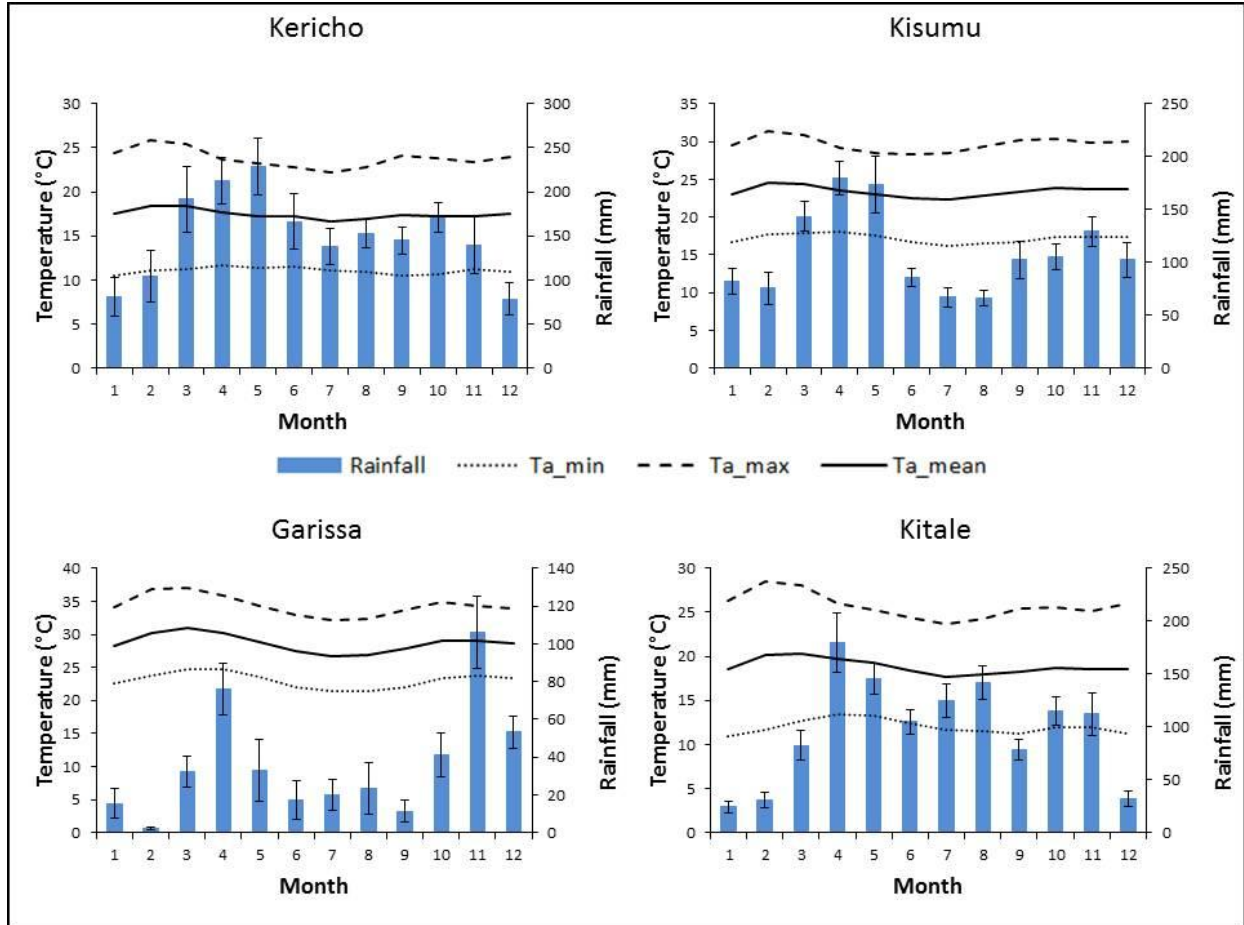 Kericho
Temperature (°C)
30
25
20
15
10
5
0
300
250
200
150
100
50
0
Rainfall (mm)
1 2 3 4 5 6 7 8 9 10 11 12
Month
Kisumu
Temperature (°C)
35
30
25
20
15
10
5
0
250
200
150
100
50
0
Rainfall (mm)
1 2 3 4 5 6 7 8 9 10 11 12
Month
Rainfall Ta_min Ta_max Ta_mean
Garissa
Temperature (°C)
40
35
30
25
20
15
10
5
0
140
120
100
80
60
40
20
0
Rainfall (mm)
1 2 3 4 5 6 7 8 9 10 11 12
Month
Kitale
Temperature (°C)
30
25
20
15
10
5
0
250
200
150
100
50
0
Rainfall (mm)
1 2 3 4 5 6 7 8 9 10 11 12
Month